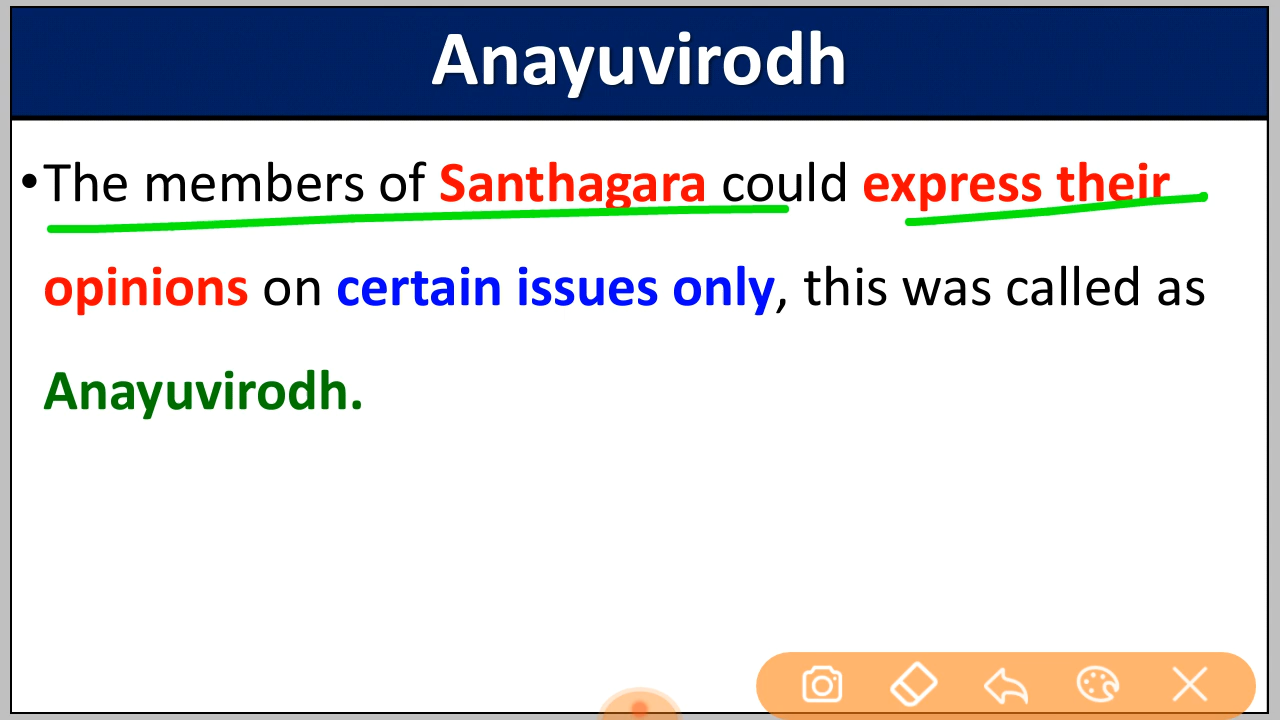 Anayuvirodh
•The members of Santhagara could express their
opinions on certain issues only, this was called as
Anayuvirodh.